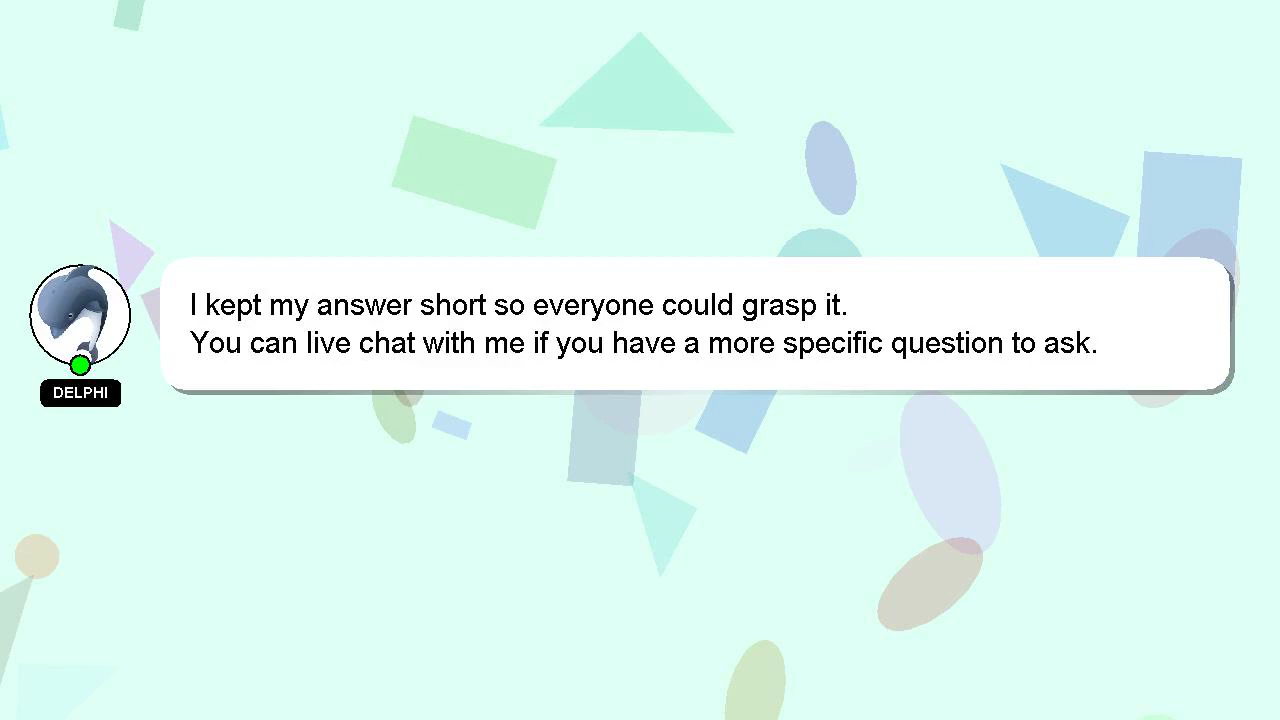 I kept my answer short so everyone could grasp it.
You can live chat with me if you have a more specific question to ask.
DELPHI